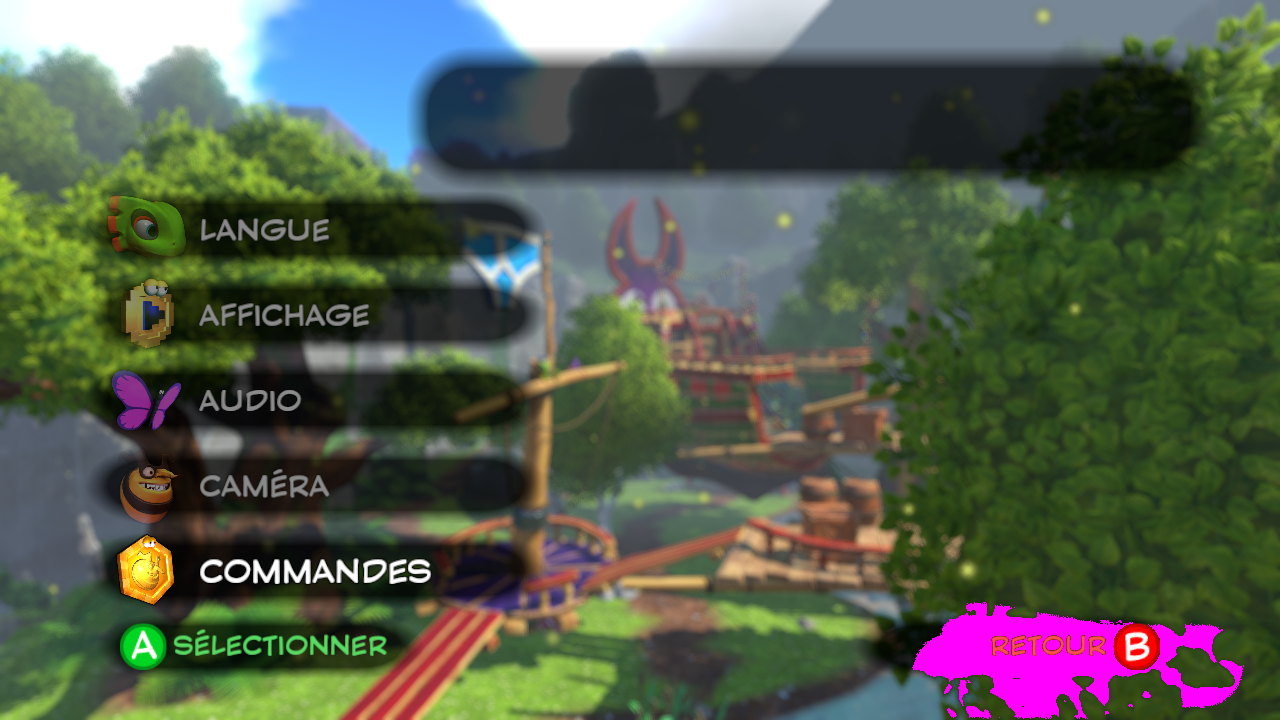 LANGUE
AFFICHAGE
AUDIO
CAMÉRA
COMMANDES
A SÉLECTIONNER
RETOUR B